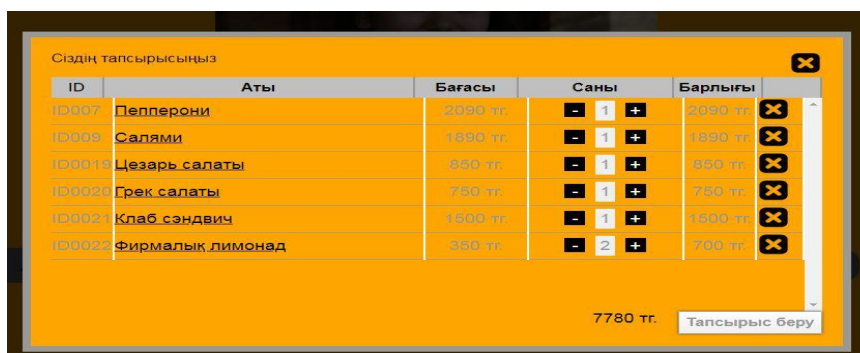 Сіздің тапсырысыңыз
ID Аты Бағасы Саны Барлығы
ID007 Пепперони 2090 тг. - 1 + 2090 тг.
ID009 Салями 1890 тг. - 1 + 1890 тг.
ID0019 Цезарь салаты 850 тг. - 1 + 850 тг.
ID0020 Грек салаты 750 тг. - 1 + 750 тг.
ID0021 Клаб сэндвич 1500 тг. - 1 + 1500 тг.
ID0022 Фирмалық лимонад 350 тг. - 2 + 700 тг.
7780 тг. Тапсырыс беру